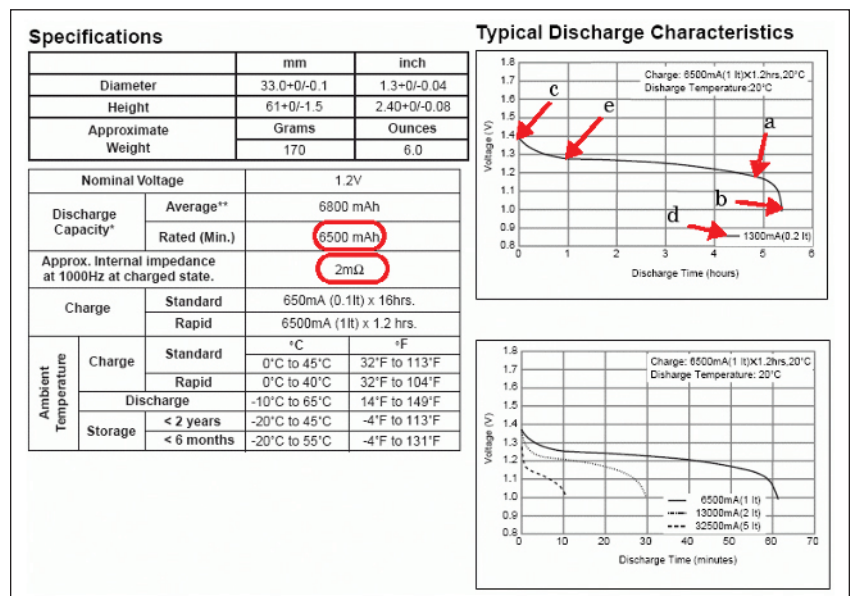 Specifications
mm inch
Diameter 33.0+0/-0.1 1.3+0/-0.04
Height 61+0/-1.5 2.40+0/-0.08
Approximate Weight Grams Ounces
170 6.0
Nominal Voltage 1.2V
Discharge Capacity* Average** 6800 mAh
Rated (Min.) 6500 mAh
Approx. Internal impedance
at 1000Hz at charged state. 2mΩ
Charge Standard 650mA (0.1It) x 16hrs.
Rapid 6500mA (1It) x 1.2 hrs.
Ambient Temperature
°C °F
Charge Standard 0°C to 45°C 32°F to 113°F
Rapid 0°C to 40°C 32°F to 104°F
Discharge -10°C to 65°C 14°F to 149°F
Storage < 2 years -20°C to 45°C -4°F to 113°F
< 6 months -20°C to 55°C -4°F to 131°F
Typical Discharge Characteristics
Charge: 6500mA(1 It)X1.2hrs,20°C
Disharge Temperature:20°C
c
e
a
b
d
1300mA(0.2 It)
Voltage (V)
1.8
1.7
1.6
1.5
1.4
1.3
1.2
1.1
1.0
0.9
0.8
0 1 2 3 4 5 6
Discharge Time (hours)
Charge: 6500mA(1 It)X1.2hrs,20°C
Disharge Temperature: 20°C
6500mA(1 It)
13000mA(2 It)
32500mA(5 It)
Voltage (V)
1.8
1.7
1.6
1.5
1.4
1.3
1.2
1.1
1.0
0.9
0.8
0 10 20 30 40 50 60 70
Discharge Time (minutes)